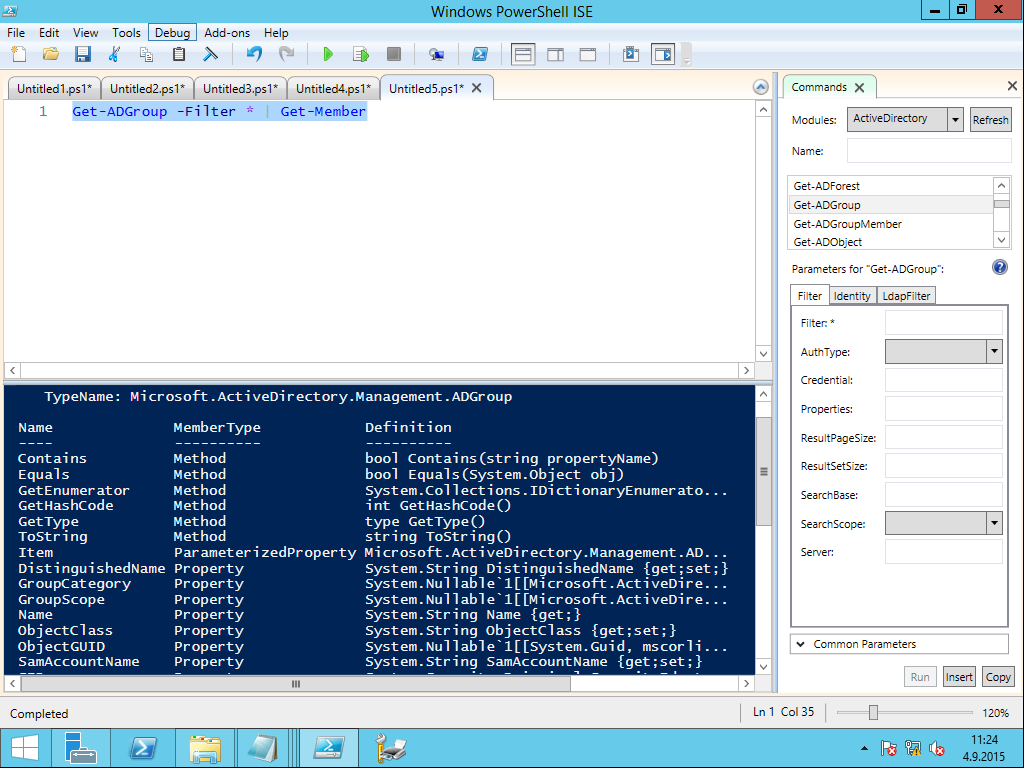 Windows PowerShell ISE
File Edit View Tools Debug Add-ons Help
Untitled1.ps1* Untitled2.ps1* Untitled3.ps1* Untitled4.ps1* Untitled5.ps1*
1 Get-ADGroup -Filter * | Get-Member
TypeName: Microsoft.ActiveDirectory.Management.ADGroup
Name MemberType Definition
---- ---------- ----------
Contains Method bool Contains(string propertyName)
Equals Method bool Equals(System.Object obj)
GetEnumerator Method System.Collections.IDictionaryEnumerato...
GetHashCode Method int GetHashCode()
GetType Method type GetType()
ToString Method string ToString()
Item ParameterizedProperty Microsoft.ActiveDirectory.Management.AD...
DistinguishedName Property System.String DistinguishedName {get;set;}
GroupCategory Property System.Nullable`1[[Microsoft.ActiveDire...
GroupScope Property System.Nullable`1[[Microsoft.ActiveDire...
Name Property System.String Name {get;}
ObjectClass Property System.String ObjectClass {get;set;}
ObjectGUID Property System.Nullable`1[[System.Guid, mscorli...
SamAccountName Property System.String SamAccountName {get;set;}
Commands
Modules: ActiveDirectory Refresh
Name:
Get-ADForest
Get-ADGroup
Get-ADGroupMember
Get-ADObject
Parameters for "Get-ADGroup":
Filter Identity LdapFilter
Filter: *
AuthType:
Credential:
Properties:
ResultPageSize:
ResultSetSize:
SearchBase:
SearchScope:
Server:
Common Parameters
Run Insert Copy
Completed
Ln 1 Col 35
120%
11:24
4.9.2015